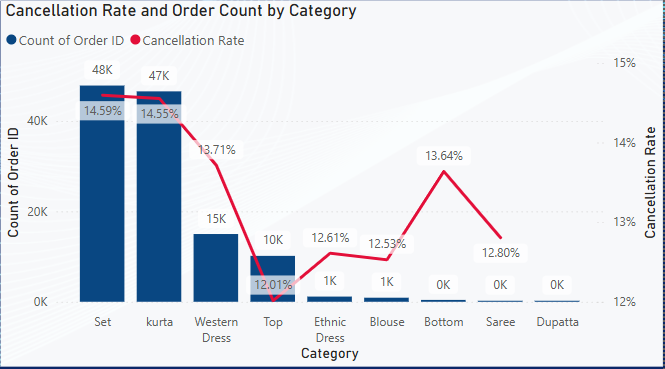 Cancellation Rate and Order Count by Category
Count of Order ID Cancellation Rate
Count of Order ID
40K
20K
0K
48K
47K
15K
10K
1K
1K
0K
0K
0K
14.59%
14.55%
13.71%
12.01%
12.61%
12.53%
13.64%
12.80%
15%
14%
13%
12%
Cancellation Rate
Set
kurta
Western
Dress
Top
Ethnic
Dress
Blouse
Bottom
Saree
Dupatta
Category